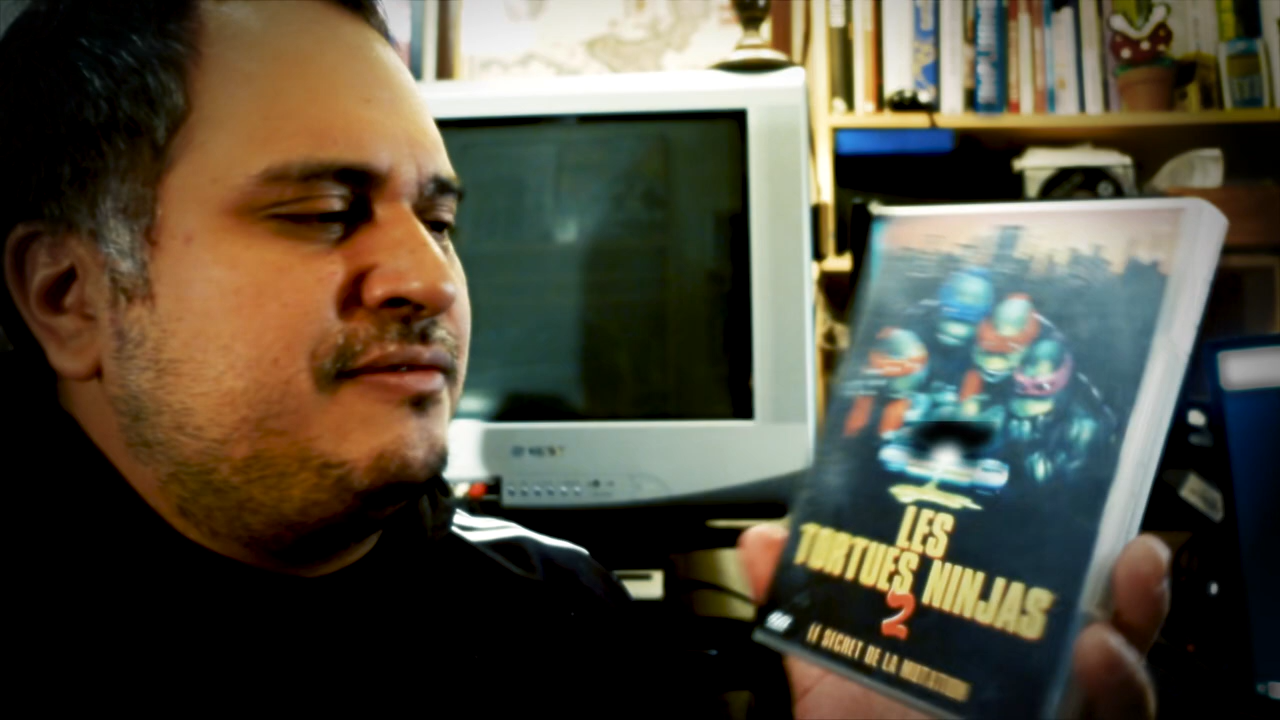 LES
TORTUES NINJAS
2
LE SECRET DE LA MUTATION